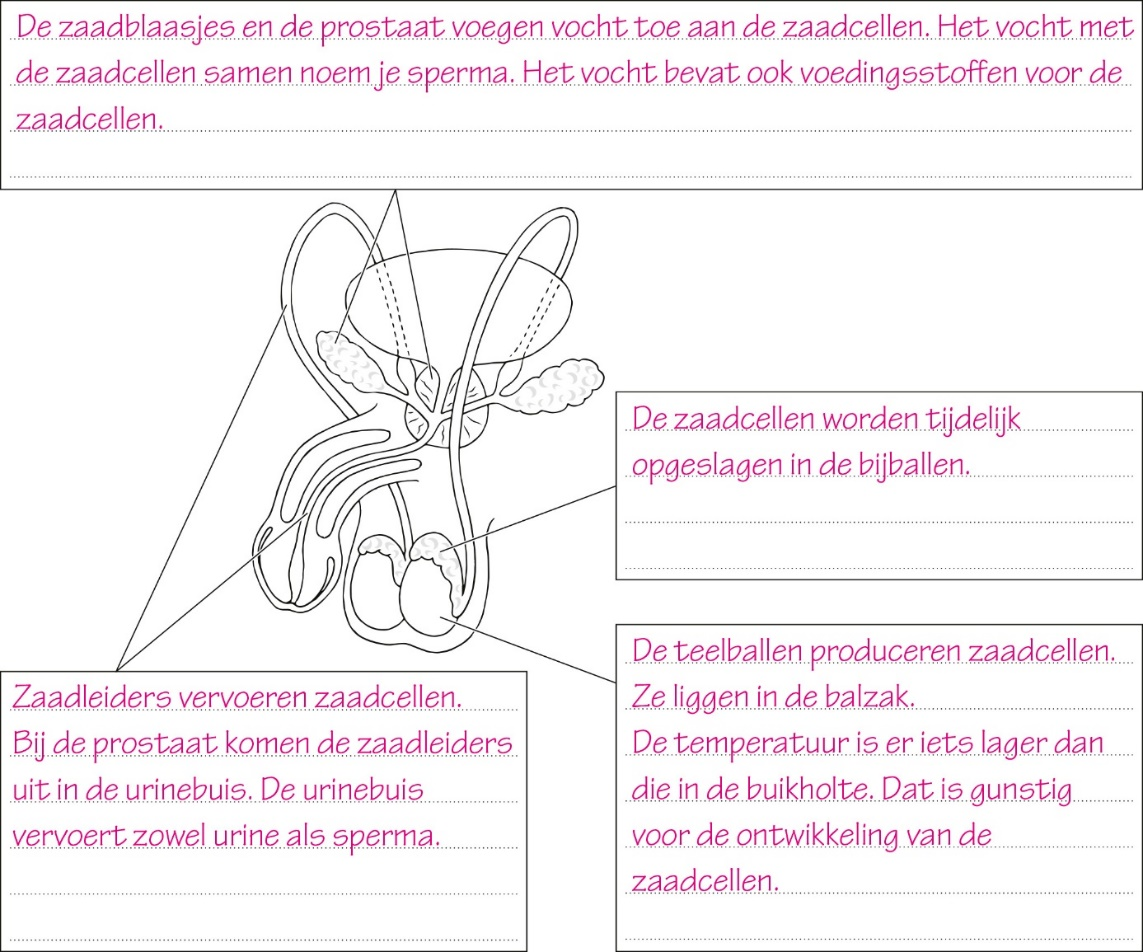 De zaadblaasjes en de prostaat voegen vocht toe aan de zaadcellen. Het vocht met
de zaadcellen samen noem je sperma. Het vocht bevat ook voedingsstoffen voor de
zaadcellen.
De zaadcellen worden tijdelijk
opgeslagen in de bijballen.
De teelballen produceren zaadcellen.
Ze liggen in de balzak.
De temperatuur is er iets lager dan
die in de buikholte. Dat is gunstig
voor de ontwikkeling van de
zaadcellen.
Zaadleiders vervoeren zaadcellen.
Bij de prostaat komen de zaadleiders
uit in de urinebuis. De urinebuis
vervoert zowel urine als sperma.